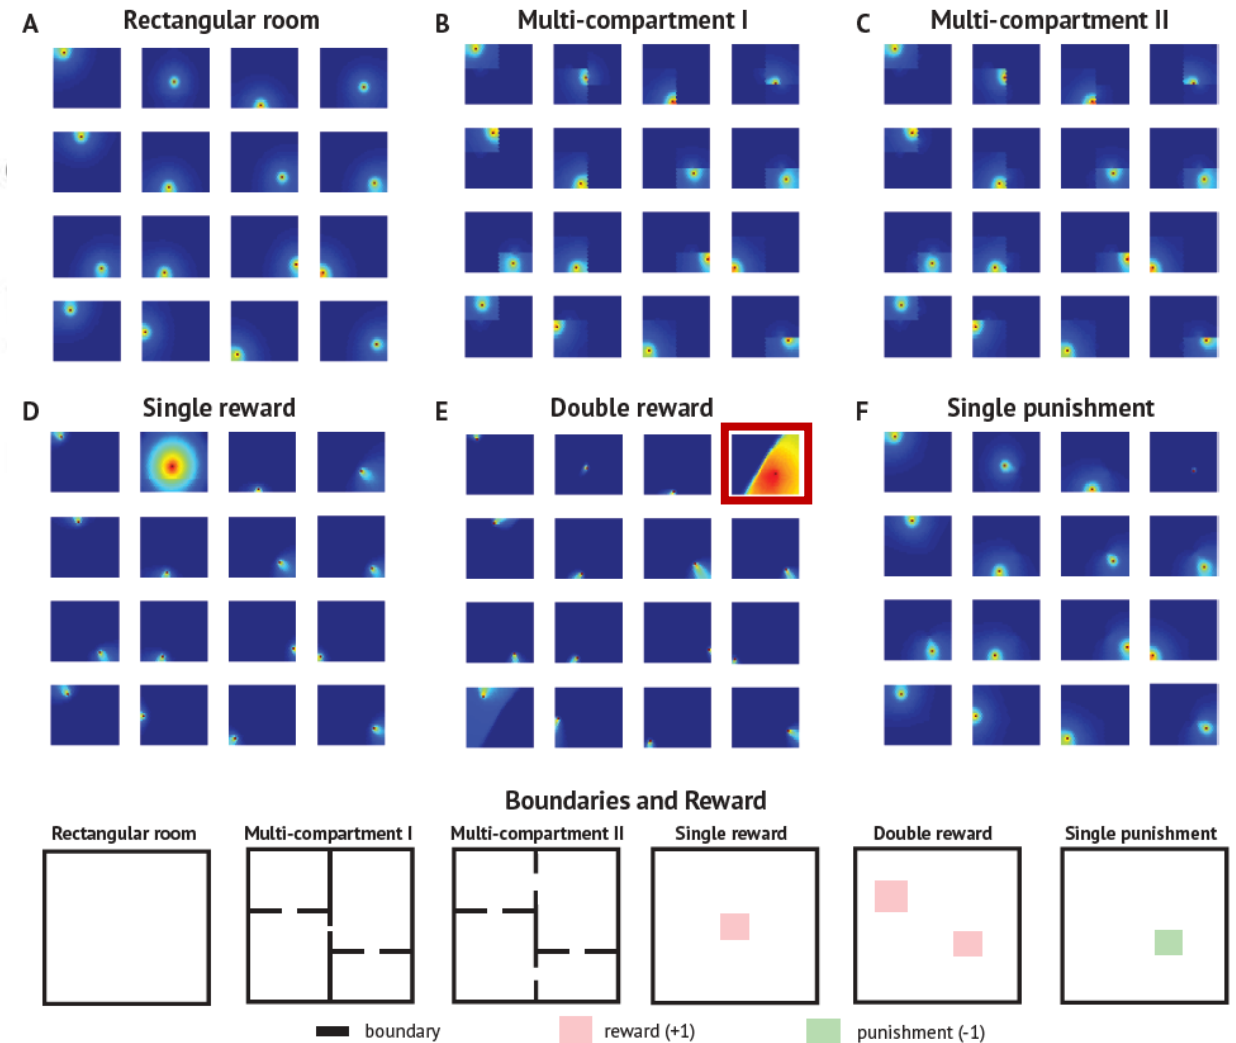 A Rectangular room
B Multi-compartment I
C Multi-compartment II
D Single reward
E Double reward
F Single punishment
Boundaries and Reward
Rectangular room
Multi-compartment I
Multi-compartment II
Single reward
Double reward
Single punishment
boundary
reward (+1)
punishment (-1)